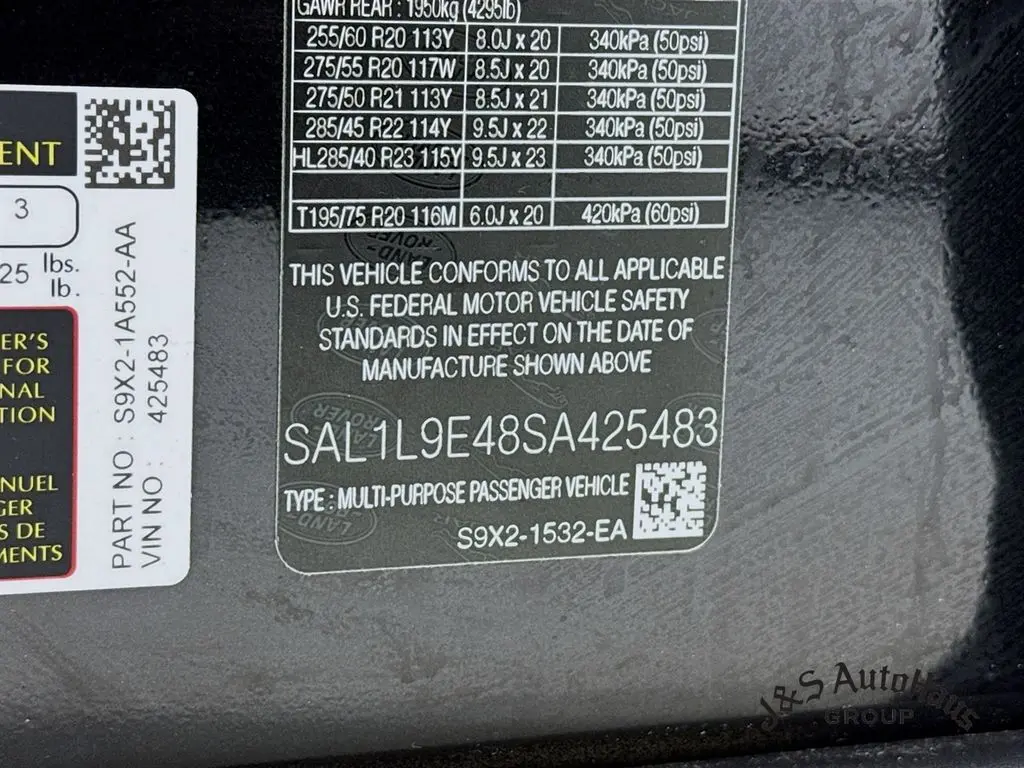 GAWR REAR : 1950kg (4295lb)
255/60 R20 113Y 8.0J x 20 340kPa (50psi)
275/55 R20 117W 8.5J x 20 340kPa (50psi)
275/50 R21 113Y 8.5J x 21 340kPa (50psi)
285/45 R22 114Y 9.5J x 22 340kPa (50psi)
HL285/40 R23 115Y 9.5J x 23 340kPa (50psi)
T195/75 R20 116M 6.0J x 20 420kPa (60psi)
THIS VEHICLE CONFORMS TO ALL APPLICABLE
U.S. FEDERAL MOTOR VEHICLE SAFETY
STANDARDS IN EFFECT ON THE DATE OF
MANUFACTURE SHOWN ABOVE
SAL1L9E48SA425483
TYPE : MULTI-PURPOSE PASSENGER VEHICLE
S9X2-1532-EA
LAND ROVER
ENT
3
25 lbs.
lb.
ER'S
FOR
NAL
TION
NUEL
GER
S DE
MENTS
PART NO : S9X2-1A552-AA
VIN NO : 425483
J&S AutoHaus
GROUP